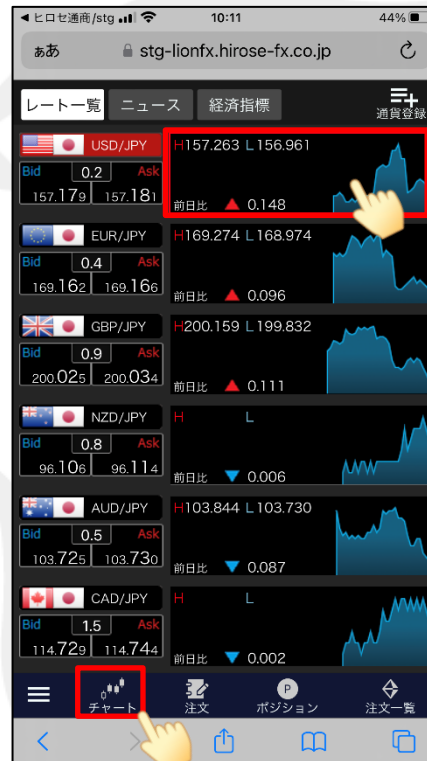 ◀ヒロセ通商/stg 10:11 44%
ぁあ stg-lionfx.hirose-fx.co.jp
レート一覧 ニュース 経済指標 通貨登録
USD/JPY H157.263 L156.961
Bid 0.2 Ask
157.179 157.181 前日比 ▲ 0.148
EUR/JPY H169.274 L168.974
Bid 0.4 Ask
169.162 169.166 前日比 ▲ 0.096
GBP/JPY H200.159 L199.832
Bid 0.9 Ask
200.025 200.034 前日比 ▲ 0.111
NZD/JPY H L
Bid 0.8 Ask
96.106 96.114 前日比 ▼ 0.006
AUD/JPY H103.844 L103.730
Bid 0.5 Ask
103.725 103.730 前日比 ▼ 0.087
CAD/JPY H L
Bid 1.5 Ask
114.729 114.744 前日比 ▼ 0.002
チャート 注文 P ポジション 注文一覧